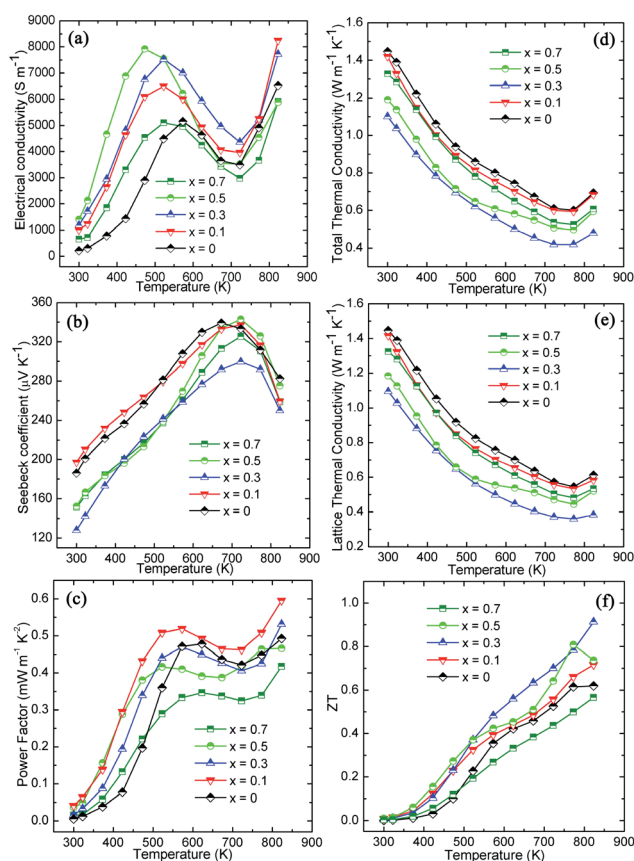 (a)
Electrical conductivity (S m⁻¹)
9000
8000
7000
6000
5000
4000
3000
2000
1000
0
x = 0.7
x = 0.5
x = 0.3
x = 0.1
x = 0
300 400 500 600 700 800 900
Temperature (K)
(d)
Total Thermal Conductivity (W m⁻¹ K⁻¹)
1.6
1.4
1.2
1.0
0.8
0.6
0.4
x = 0.7
x = 0.5
x = 0.3
x = 0.1
x = 0
300 400 500 600 700 800 900
Temperature (K)
(b)
Seebeck coefficient (μV K⁻¹)
360
320
280
240
200
160
120
x = 0.7
x = 0.5
x = 0.3
x = 0.1
x = 0
300 400 500 600 700 800 900
Temperature (K)
(e)
Lattice Thermal Conductivity (W m⁻¹ K⁻¹)
1.6
1.4
1.2
1.0
0.8
0.6
0.4
0.2
x = 0.7
x = 0.5
x = 0.3
x = 0.1
x = 0
300 400 500 600 700 800 900
Temperature (K)
(c)
Power Factor (mW m⁻¹ K⁻²)
0.6
0.5
0.4
0.3
0.2
0.1
0.0
x = 0.7
x = 0.5
x = 0.3
x = 0.1
x = 0
300 400 500 600 700 800 900
Temperature (K)
(f)
ZT
1.0
0.8
0.6
0.4
0.2
0.0
x = 0.7
x = 0.5
x = 0.3
x = 0.1
x = 0
300 400 500 600 700 800 900
Temperature (K)